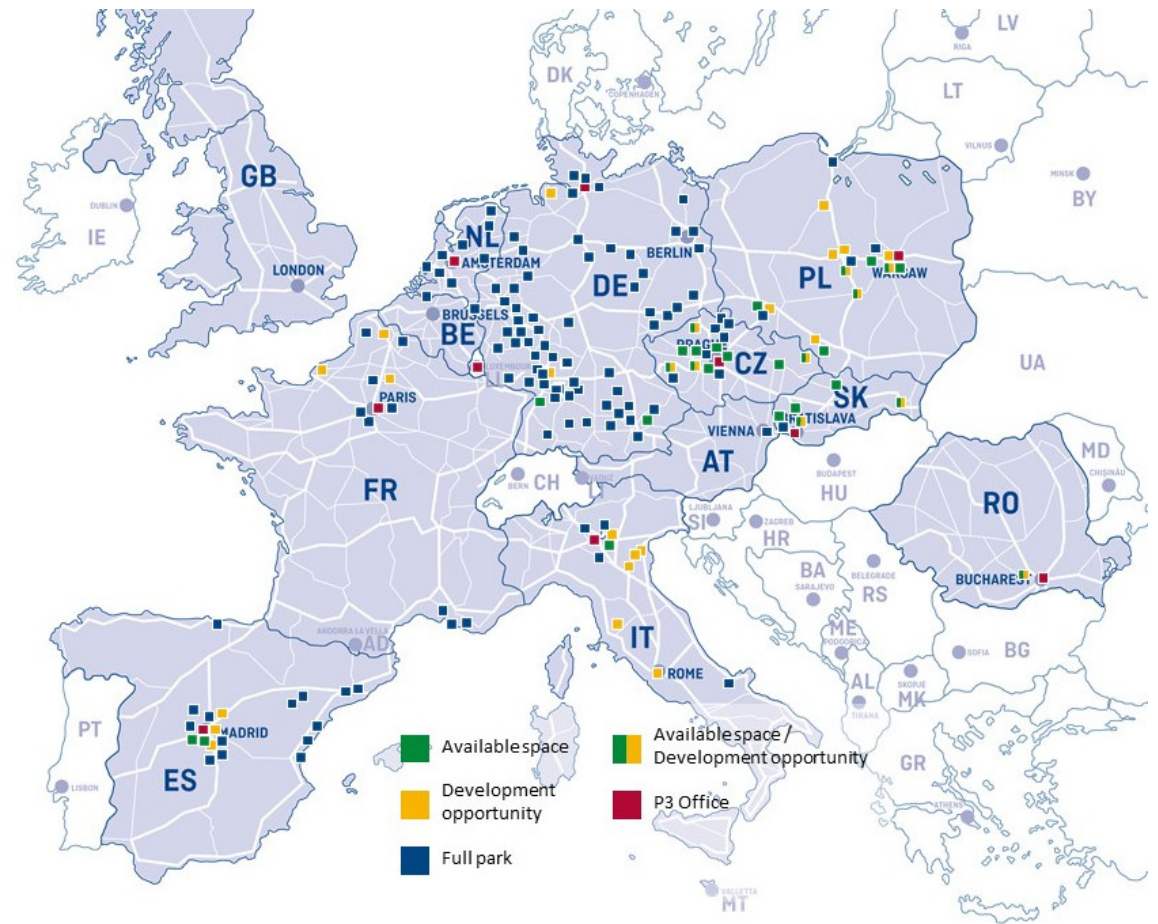 LV
RIGA
DK
COPENHAGEN
LT
VILNIUS
MINSK
BY
GB
DUBLIN
IE
LONDON
NL
AMSTERDAM
BERLIN
DE
PL
WARSAW
BRUSSELS
BE
PRAGUE
CZ
UA
LUXEMBOURG
PARIS
SK
BRATISLAVA
VIENNA
AT
MD
CHIȘINĂU
BERN
CH
LI
BUDAPEST
HU
FR
RO
LJUBLJANA
SI
ZAGREB
HR
BUCHAREST
BA
SARAJEVO
BELGRADE
RS
ANDORRA LA VELLA
AD
IT
ME
PODGORICA
SOFIA
BG
ROME
AL
TIRANA
SKOPJE
MK
PT
LISBON
MADRID
ES
GR
ATHENS
Available space
Available space /
Development opportunity
Development
opportunity
P3 Office
Full park
VALLETTA
MT